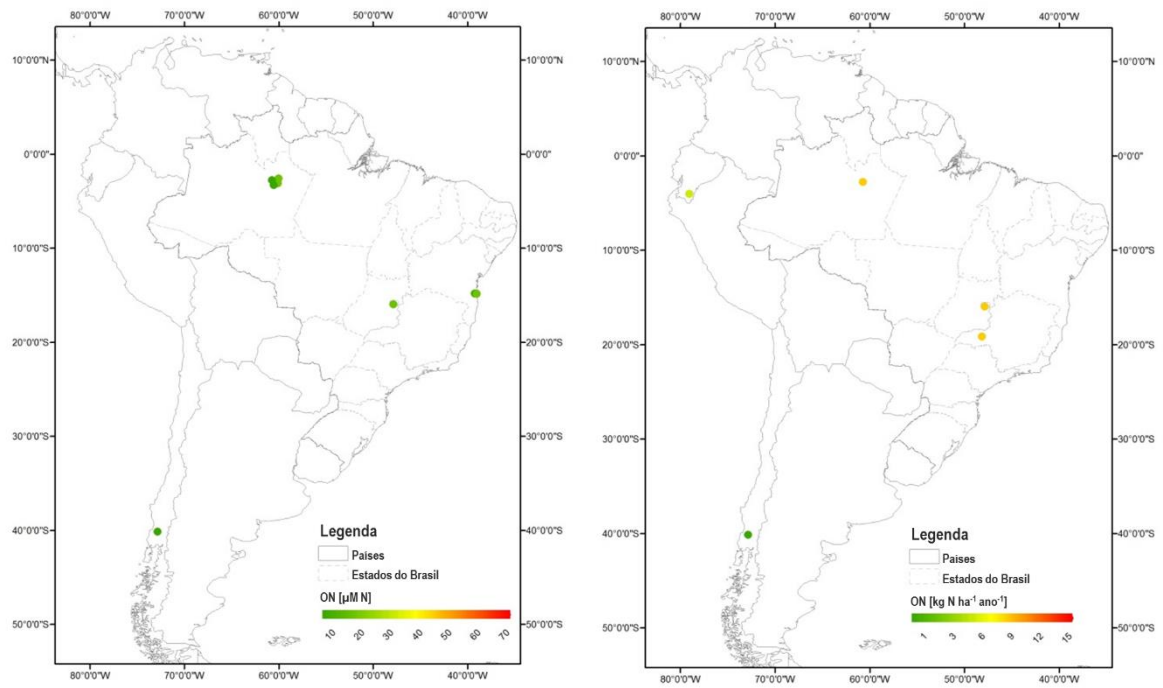 80°0'0"W 70°0'0"W 60°0'0"W 50°0'0"W 40°0'0"W
10°0'0"N 10°0'0"N
0°0'0" 0°0'0"
10°0'0"S 10°0'0"S
20°0'0"S 20°0'0"S
30°0'0"S 30°0'0"S
40°0'0"S 40°0'0"S
50°0'0"S 50°0'0"S
Legenda
Países
Estados do Brasil
ON [µM N]
10 20 30 40 50 60 70
80°0'0"W 70°0'0"W 60°0'0"W 50°0'0"W 40°0'0"W
80°0'0"W 70°0'0"W 60°0'0"W 50°0'0"W 40°0'0"W
10°0'0"N 10°0'0"N
0°0'0" 0°0'0"
10°0'0"S 10°0'0"S
20°0'0"S 20°0'0"S
30°0'0"S 30°0'0"S
40°0'0"S 40°0'0"S
50°0'0"S 50°0'0"S
Legenda
Países
Estados do Brasil
ON [kg N ha⁻¹ ano⁻¹]
1 3 6 9 12 15
80°0'0"W 70°0'0"W 60°0'0"W 50°0'0"W 40°0'0"W